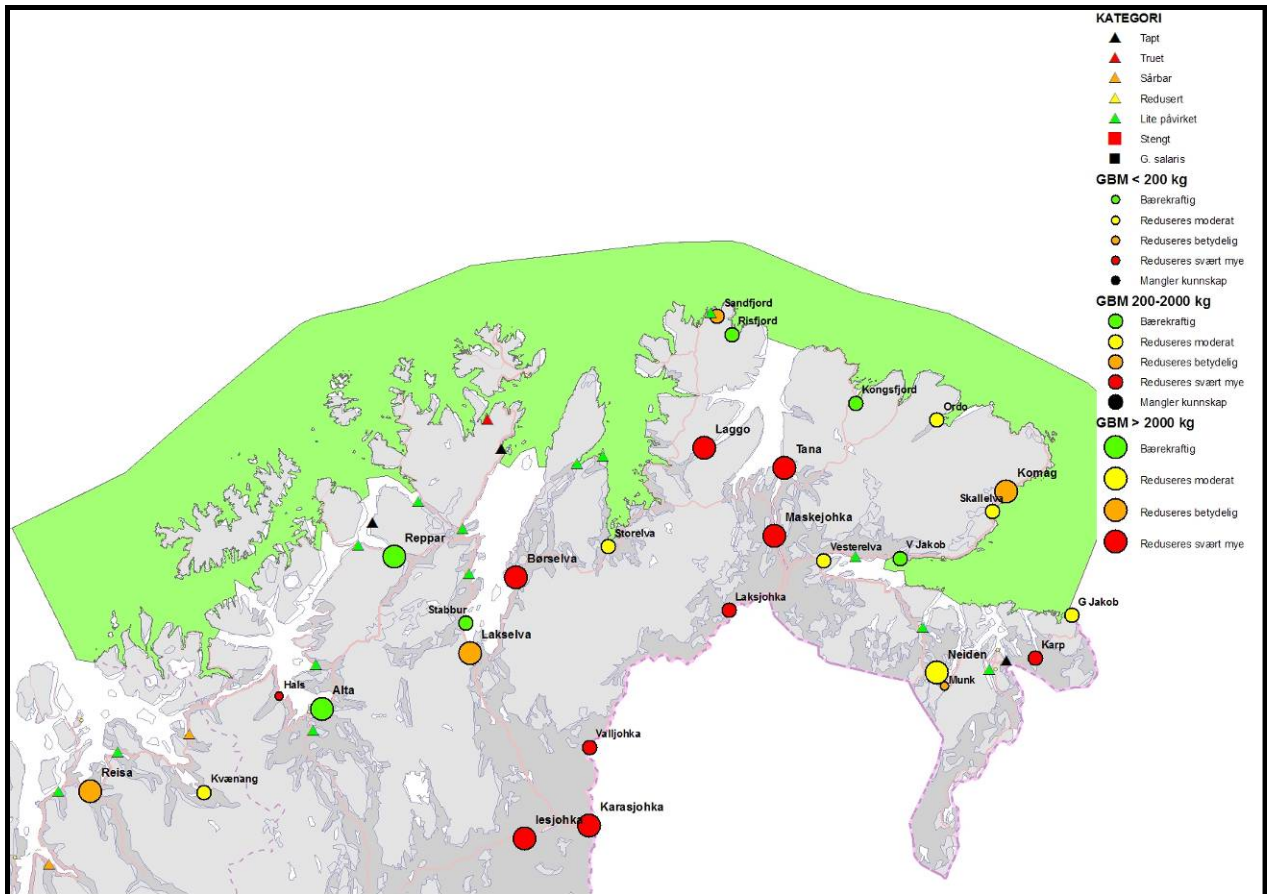 KATEGORI
Tapt
Truet
Sårbar
Redusert
Lite påvirket
Stengt
G. salaris
GBM < 200 kg
Bærekraftig
Reduseres moderat
Reduseres betydelig
Reduseres svært mye
Mangler kunnskap
GBM 200-2000 kg
Bærekraftig
Reduseres moderat
Reduseres betydelig
Reduseres svært mye
Mangler kunnskap
GBM > 2000 kg
Bærekraftig
Reduseres moderat
Reduseres betydelig
Reduseres svært mye
Sandfjord
Risfjord
Kongsfjord
Ordo
Laggo
Tana
Komag
Skallelva
Maskejohka
Storelva
Reppar
Vesterelva
V Jakob
Børselva
Laksjohka
G Jakob
Stabbur
Lakselva
Neiden
Karp
Munk
Hals
Alta
Valljohka
Reisa
Kvænang
Karasjohka
Iesjohka